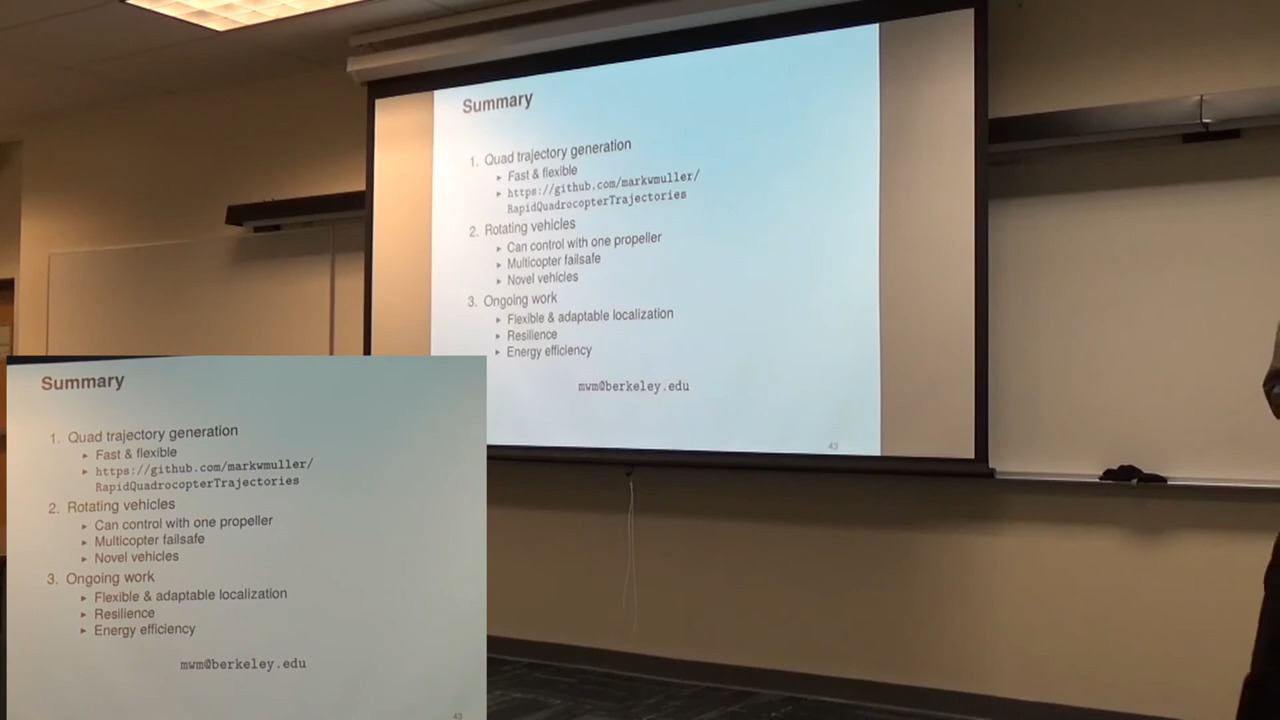 Summary
1. Quad trajectory generation
▸ Fast & flexible
▸ https://github.com/markwmuller/
RapidQuadrocopterTrajectories
2. Rotating vehicles
▸ Can control with one propeller
▸ Multicopter failsafe
▸ Novel vehicles
3. Ongoing work
▸ Flexible & adaptable localization
▸ Resilience
▸ Energy efficiency
mwm@berkeley.edu
43
Summary
1. Quad trajectory generation
▸ Fast & flexible
▸ https://github.com/markwmuller/
RapidQuadrocopterTrajectories
2. Rotating vehicles
▸ Can control with one propeller
▸ Multicopter failsafe
▸ Novel vehicles
3. Ongoing work
▸ Flexible & adaptable localization
▸ Resilience
▸ Energy efficiency
mwm@berkeley.edu
43